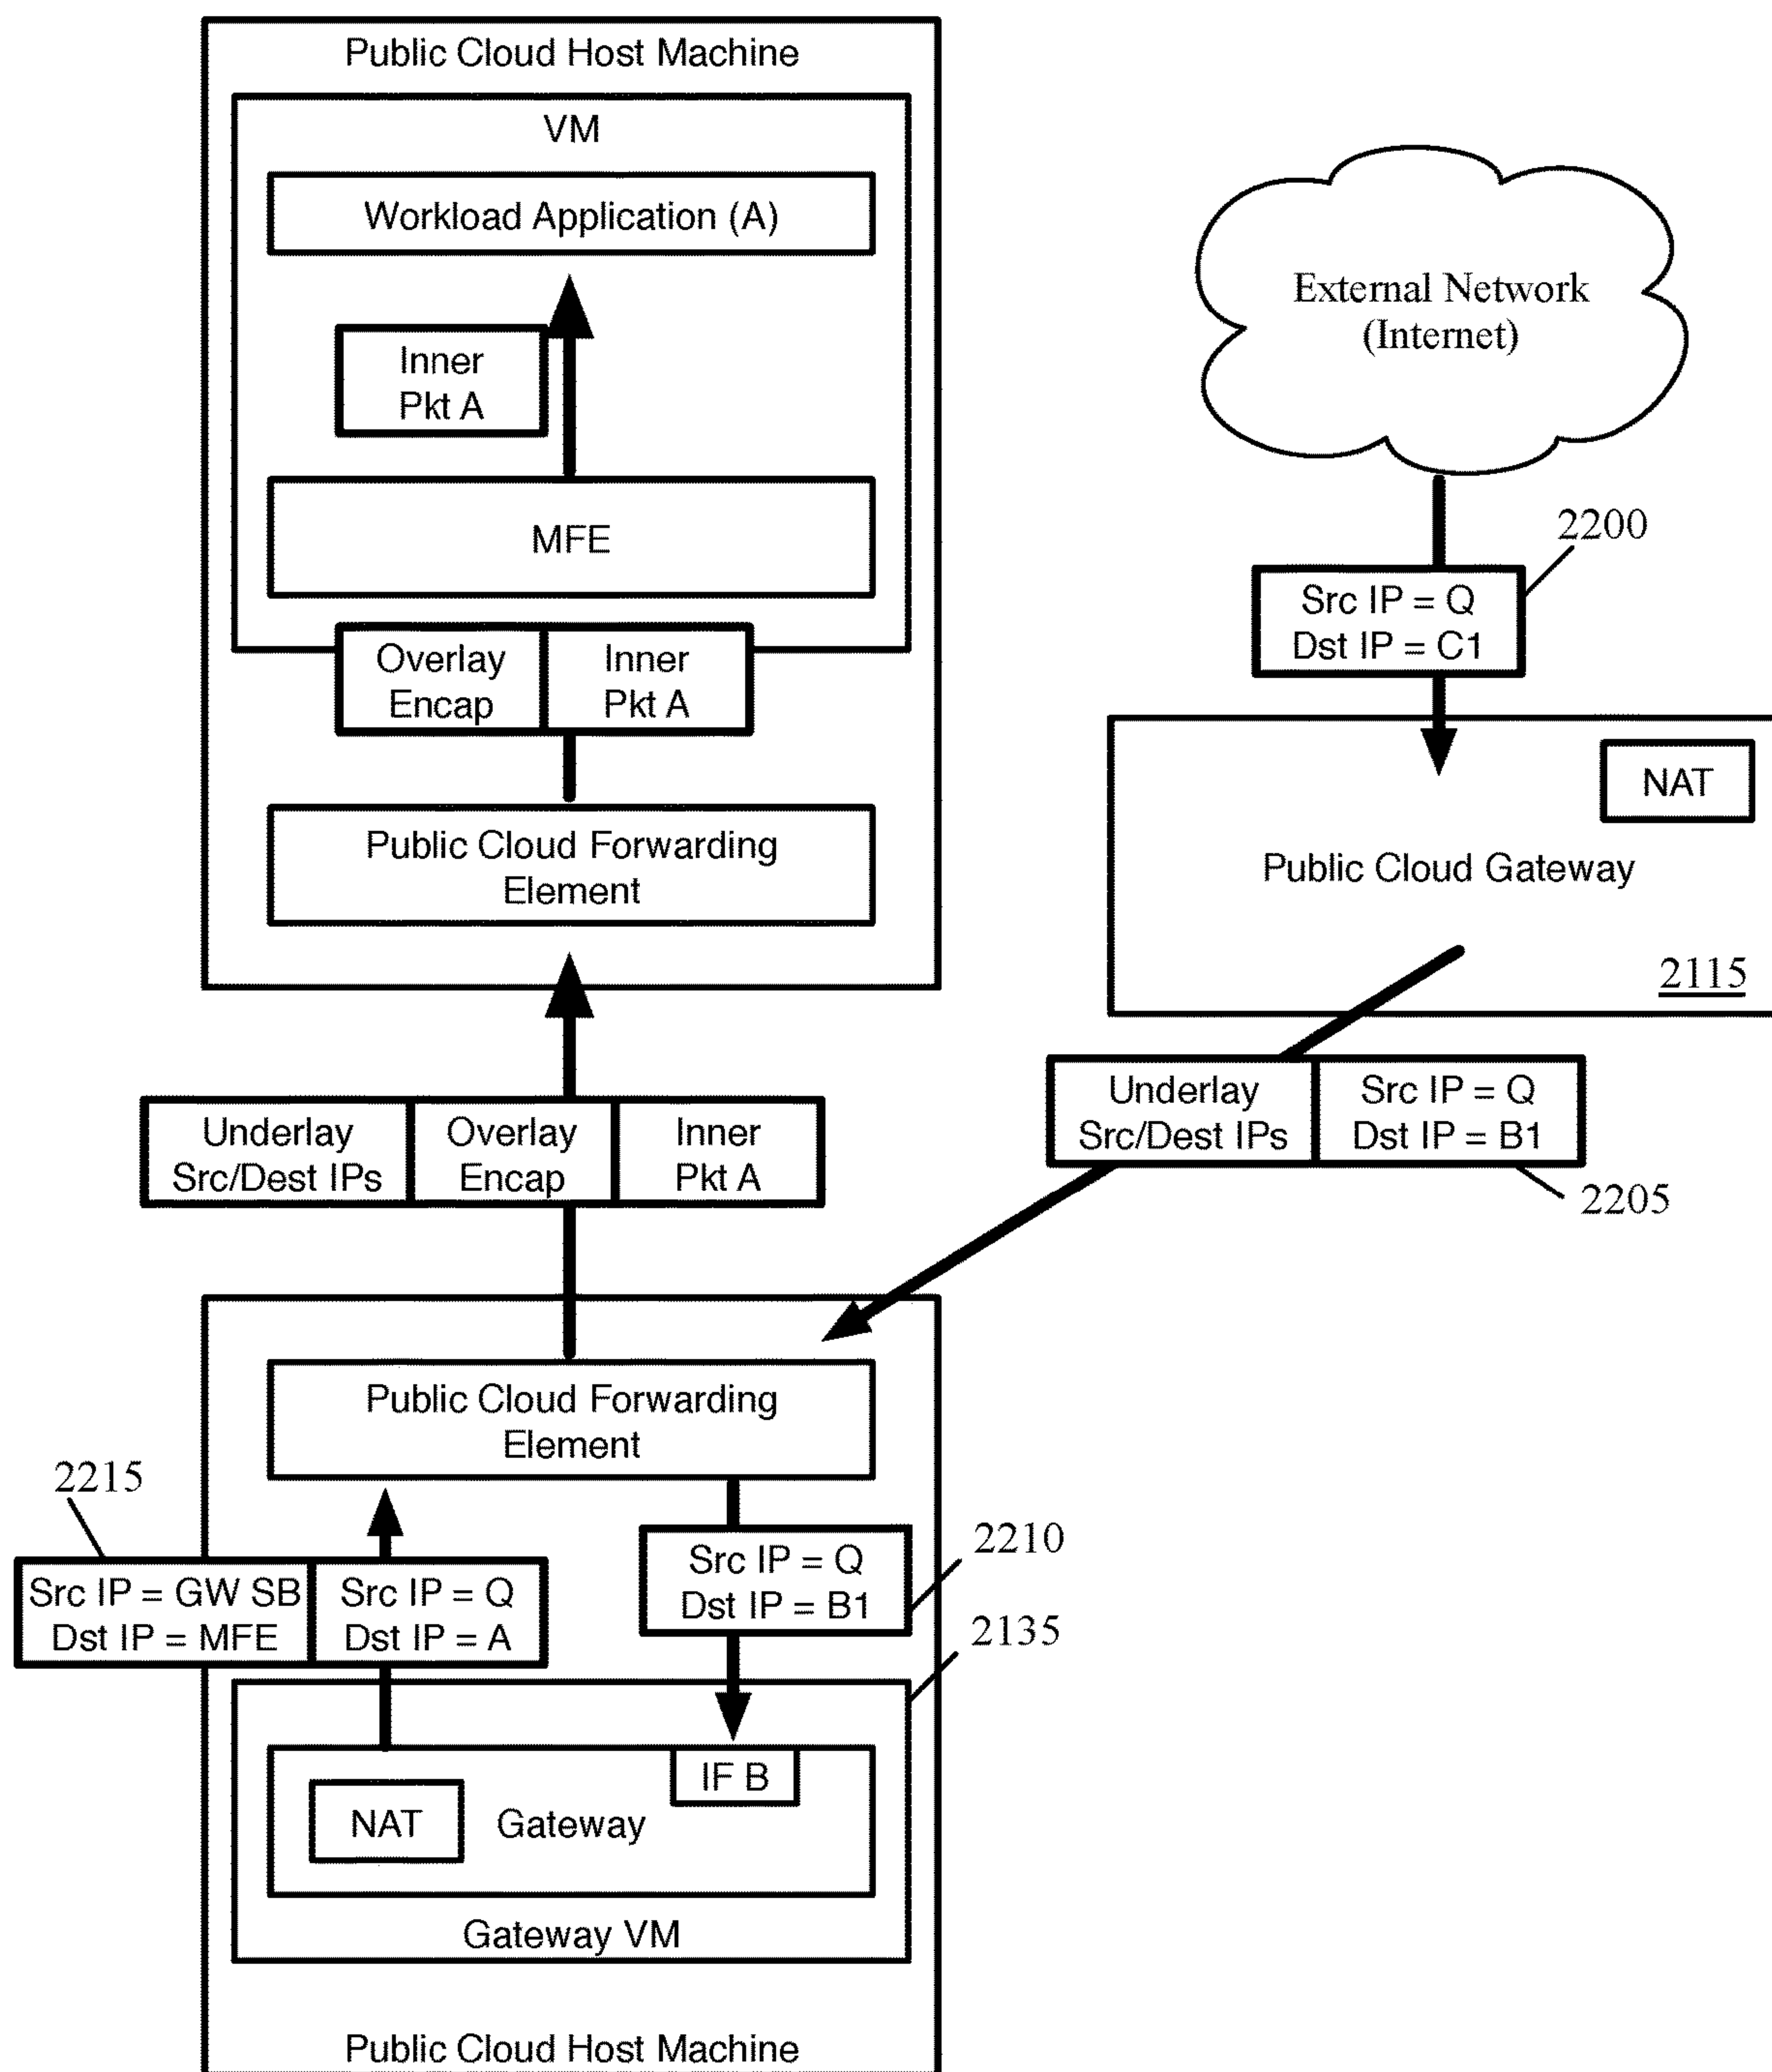 Public Cloud Host Machine
VM
Workload Application (A)
Inner
Pkt A
MFE
Overlay
Encap
Inner
Pkt A
Public Cloud Forwarding
Element
External Network
(Internet)
2200
Src IP = Q
Dst IP = C1
NAT
Public Cloud Gateway
2115
Underlay
Src/Dest IPs
Src IP = Q
Dst IP = B1
2205
Underlay
Src/Dest IPs
Overlay
Encap
Inner
Pkt A
Public Cloud Forwarding
Element
2215
Src IP = GW SB
Dst IP = MFE
Src IP = Q
Dst IP = A
Src IP = Q
Dst IP = B1
2210
2135
IF B
NAT
Gateway
Gateway VM
Public Cloud Host Machine